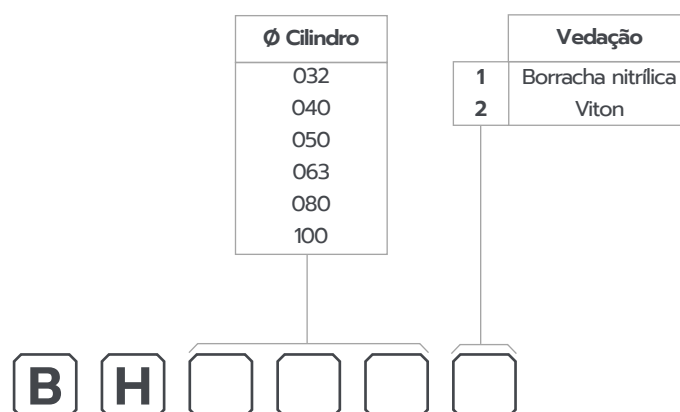 Ø Cilindro
032
040
050
063
080
100
Vedação
1 Borracha nitrílica
2 Viton
B H